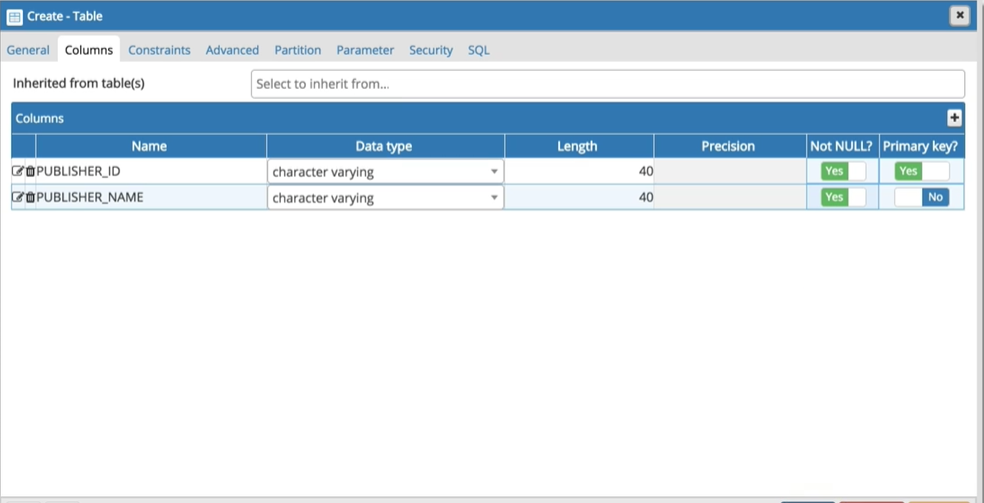 Create - Table
General Columns Constraints Advanced Partition Parameter Security SQL
Inherited from table(s) Select to inherit from...
Columns
Name Data type Length Precision Not NULL? Primary key?
PUBLISHER_ID character varying 40 Yes Yes
PUBLISHER_NAME character varying 40 Yes No